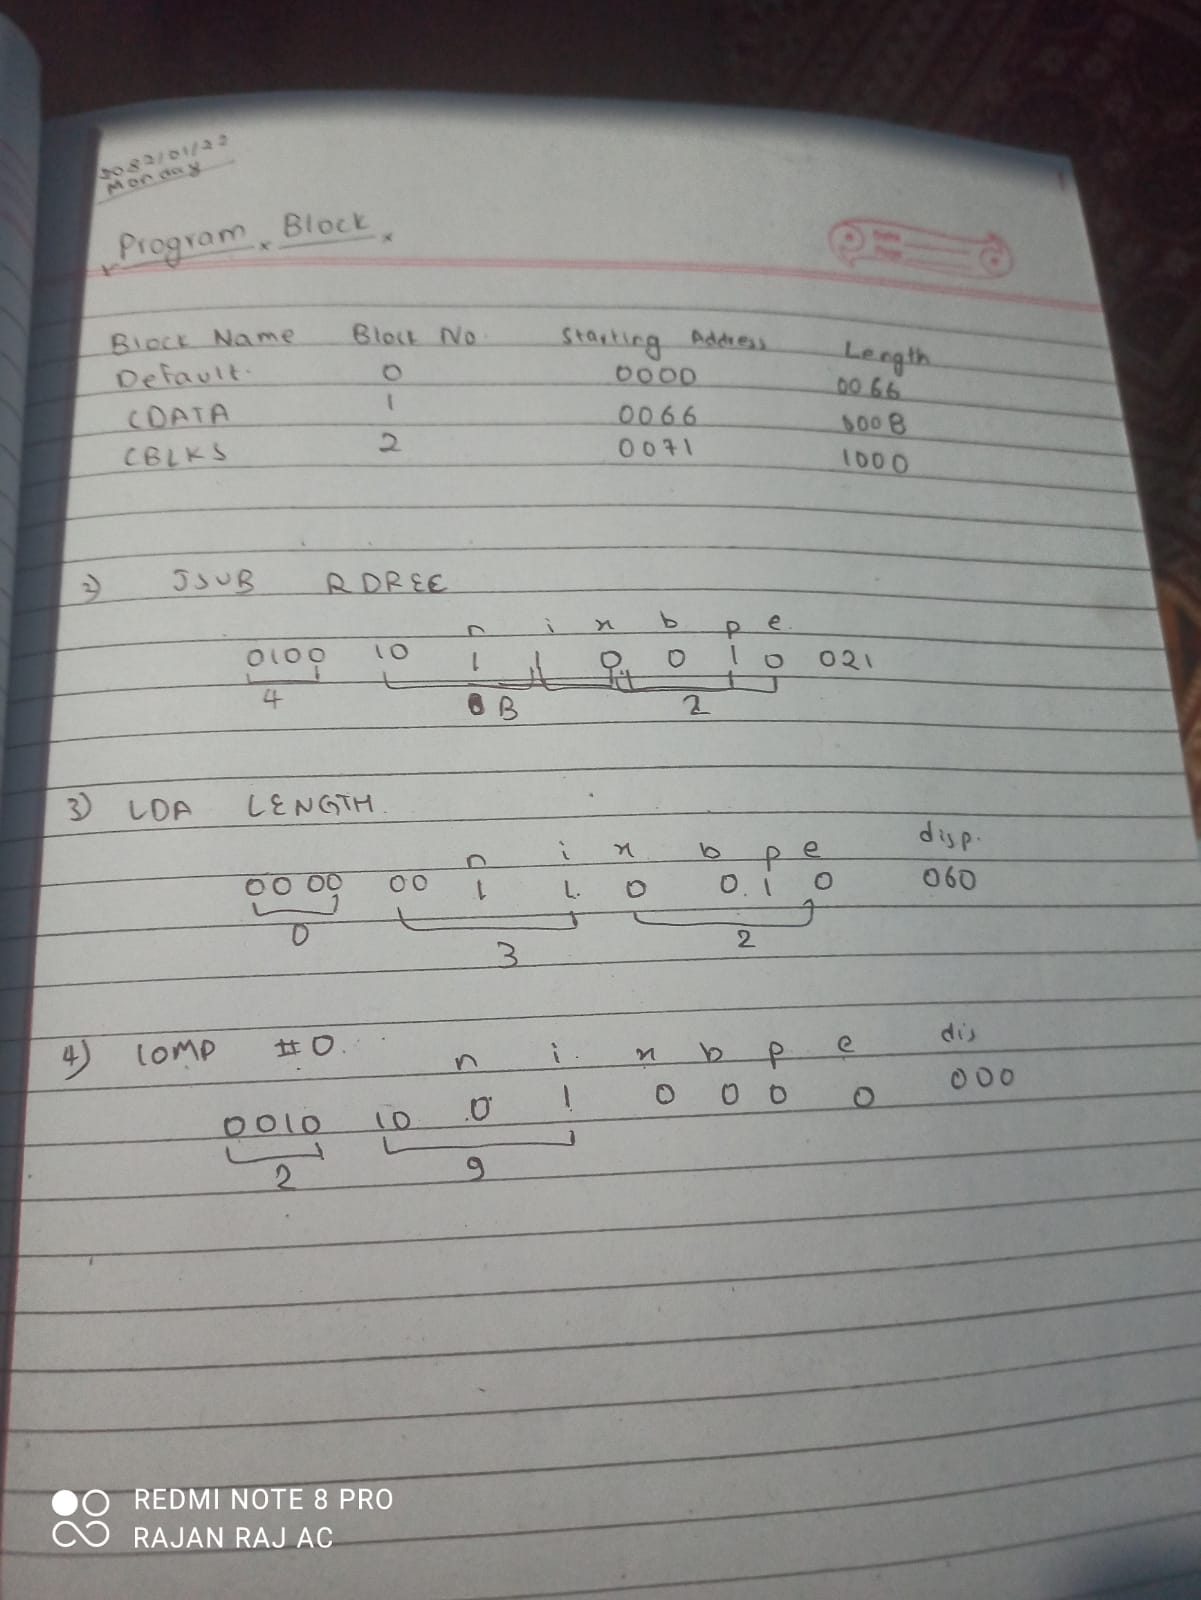 2082/01/22
Monday
Program Block
Block Name Block No. Starting Address Length
Default. 0 0000 0066
CDATA 1 0066 000B
CBLKS 2 0071 1000
2) JSUB RDREE
n i x b p e.
0100 10 1 1 0 0 1 0 021
4 B 2
3) LDA LENGTH.
n i x b p e disp.
0000 00 1 1 0 0 1 0 060
0 3 2
4) COMP #0.
n i x b p e dis
0010 10 0 1 0 0 0 0 000
2 9
REDMI NOTE 8 PRO
RAJAN RAJ AC